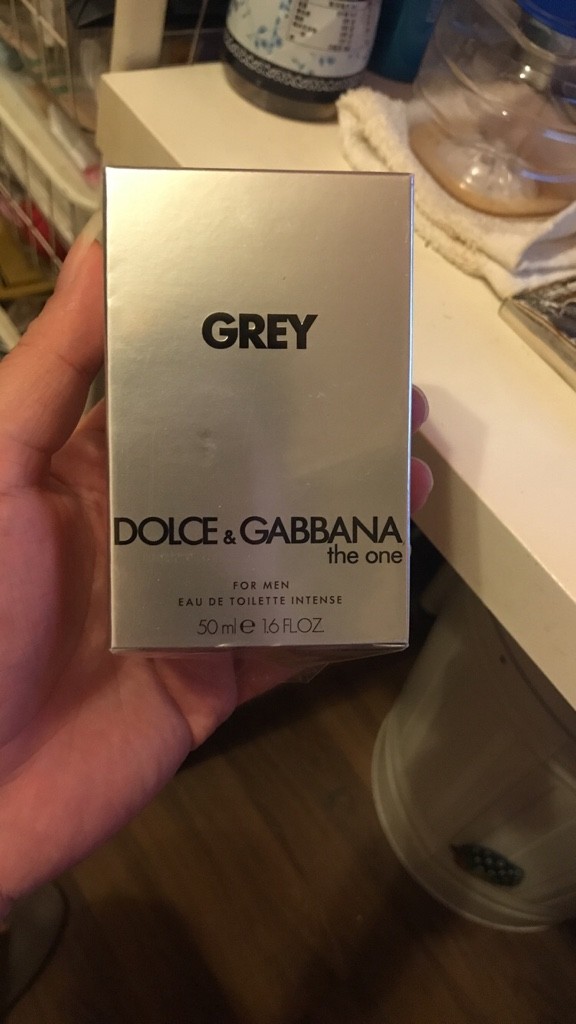 GREY
DOLCE & GABBANA
the one
FOR MEN
EAU DE TOILETTE INTENSE
50 ml e 1.6 FL.OZ